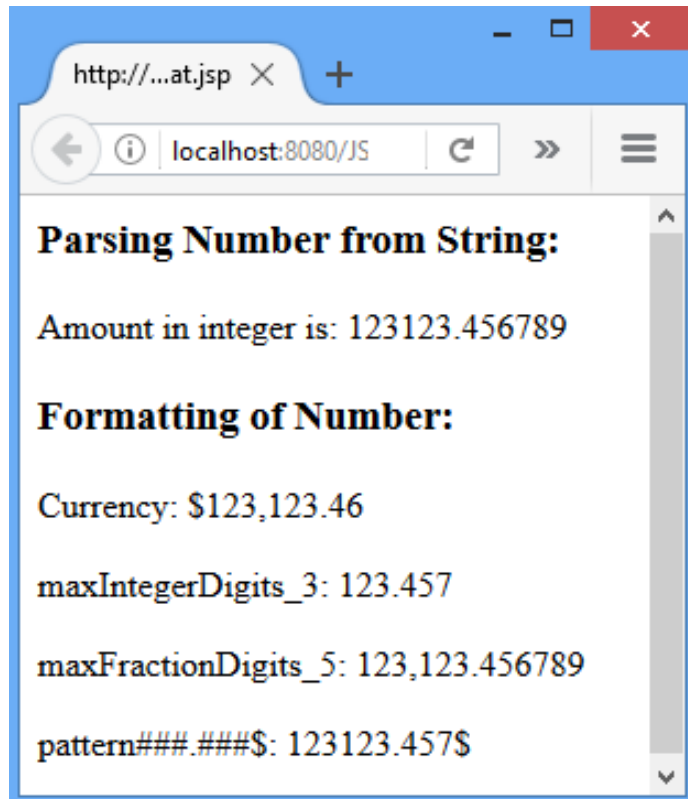 http://...at.jsp
localhost:8080/JS
Parsing Number from String:
Amount in integer is: 123123.456789
Formatting of Number:
Currency: $123,123.46
maxIntegerDigits_3: 123.457
maxFractionDigits_5: 123,123.456789
pattern###.###$: 123123.457$